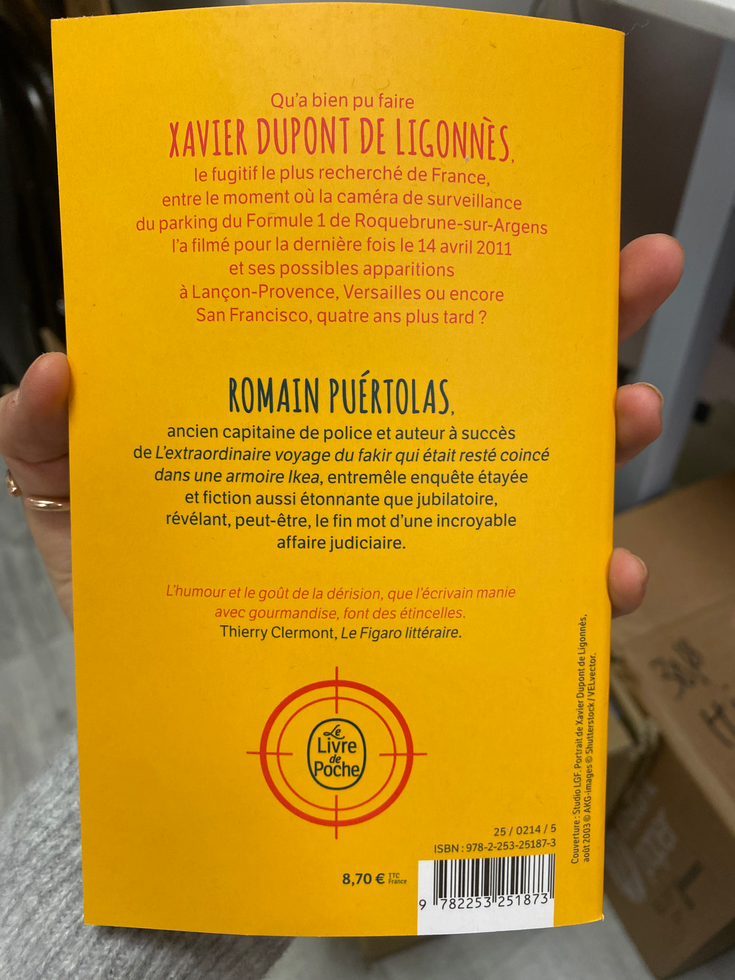 Qu'a bien pu faire
XAVIER DUPONT DE LIGONNÈS,
le fugitif le plus recherché de France,
entre le moment où la caméra de surveillance
du parking du Formule 1 de Roquebrune-sur-Argens
l'a filmé pour la dernière fois le 14 avril 2011
et ses possibles apparitions
à Lançon-Provence, Versailles ou encore
San Francisco, quatre ans plus tard ?
ROMAIN PUÉRTOLAS,
ancien capitaine de police et auteur à succès
de L'extraordinaire voyage du fakir qui était resté coincé
dans une armoire Ikea, entremêle enquête étayée
et fiction aussi étonnante que jubilatoire,
révélant, peut-être, le fin mot d'une incroyable
affaire judiciaire.
L'humour et le goût de la dérision, que l'écrivain manie
avec gourmandise, font des étincelles.
Thierry Clermont, Le Figaro littéraire.
Le
Livre
de
Poche
Couverture : Studio LGF. Portrait de Xavier Dupont de Ligonnès,
août 2003 © AKG-images © Shutterstock / VELvector.
25 / 0214 / 5
ISBN : 978-2-253-25187-3
8,70 € TTC
France
9 782253 251873